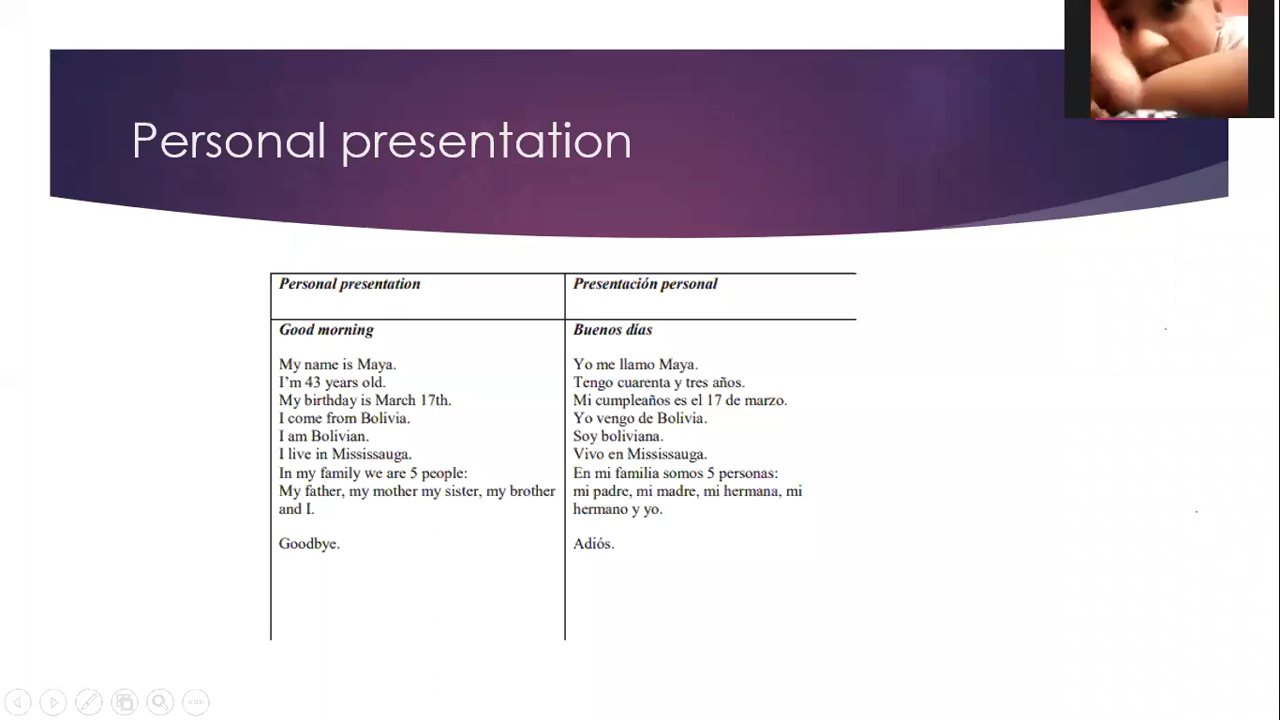 Personal presentation
Personal presentation
Presentación personal
Good morning
My name is Maya.
I'm 43 years old.
My birthday is March 17th.
I come from Bolivia.
I am Bolivian.
I live in Mississauga.
In my family we are 5 people:
My father, my mother my sister, my brother
and I.
Goodbye.
Buenos días
Yo me llamo Maya.
Tengo cuarenta y tres años.
Mi cumpleaños es el 17 de marzo.
Yo vengo de Bolivia.
Soy boliviana.
Vivo en Mississauga.
En mi familia somos 5 personas:
mi padre, mi madre, mi hermana, mi
hermano y yo.
Adiós.